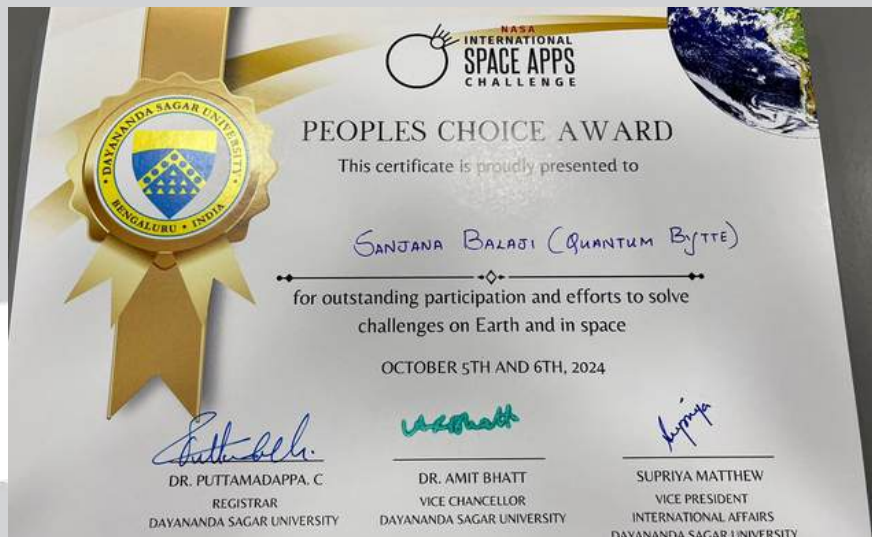 NASA
INTERNATIONAL
SPACE APPS
CHALLENGE
DAYANANDA SAGAR UNIVERSITY
BENGALURU • INDIA
PEOPLES CHOICE AWARD
This certificate is proudly presented to
SANJANA BALAJI (QUANTUM BYTTE)
for outstanding participation and efforts to solve
challenges on Earth and in space
OCTOBER 5TH AND 6TH, 2024
DR. PUTTAMADAPPA. C
REGISTRAR
DAYANANDA SAGAR UNIVERSITY
DR. AMIT BHATT
VICE CHANCELLOR
DAYANANDA SAGAR UNIVERSITY
SUPRIYA MATTHEW
VICE PRESIDENT
INTERNATIONAL AFFAIRS
DAYANANDA SAGAR UNIVERSITY